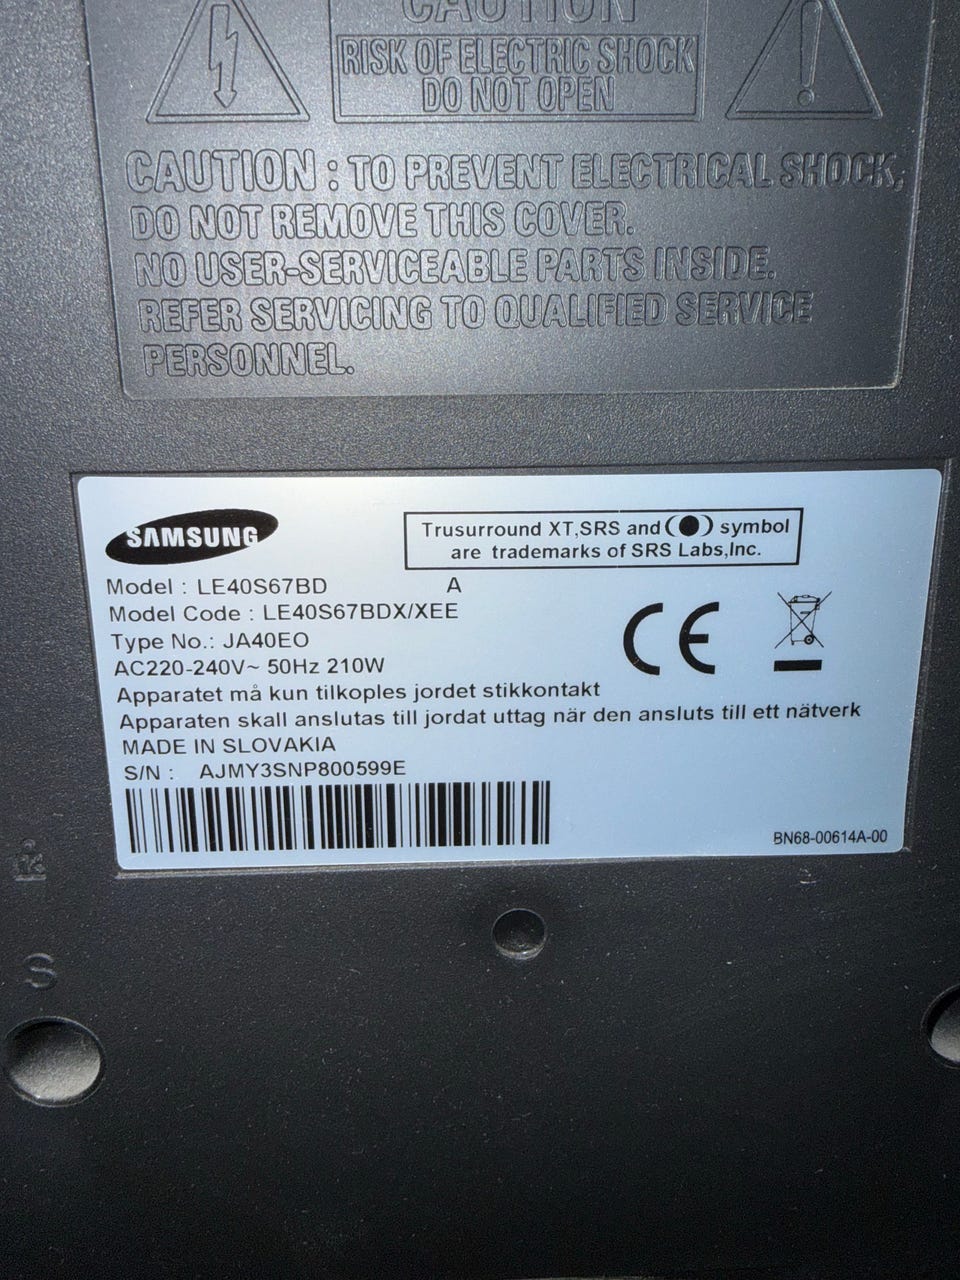 CAUTION
RISK OF ELECTRIC SHOCK
DO NOT OPEN
CAUTION : TO PREVENT ELECTRICAL SHOCK,
DO NOT REMOVE THIS COVER.
NO USER-SERVICEABLE PARTS INSIDE.
REFER SERVICING TO QUALIFIED SERVICE
PERSONNEL.
SAMSUNG
Trusurround XT,SRS and symbol
are trademarks of SRS Labs,Inc.
Model : LE40S67BD A
Model Code : LE40S67BDX/XEE
Type No.: JA40EO
AC220-240V~ 50Hz 210W
CE
Apparatet må kun tilkoples jordet stikkontakt
Apparaten skall anslutas till jordat uttag när den ansluts till ett nätverk
MADE IN SLOVAKIA
S/N : AJMY3SNP800599E
BN68-00614A-00
S